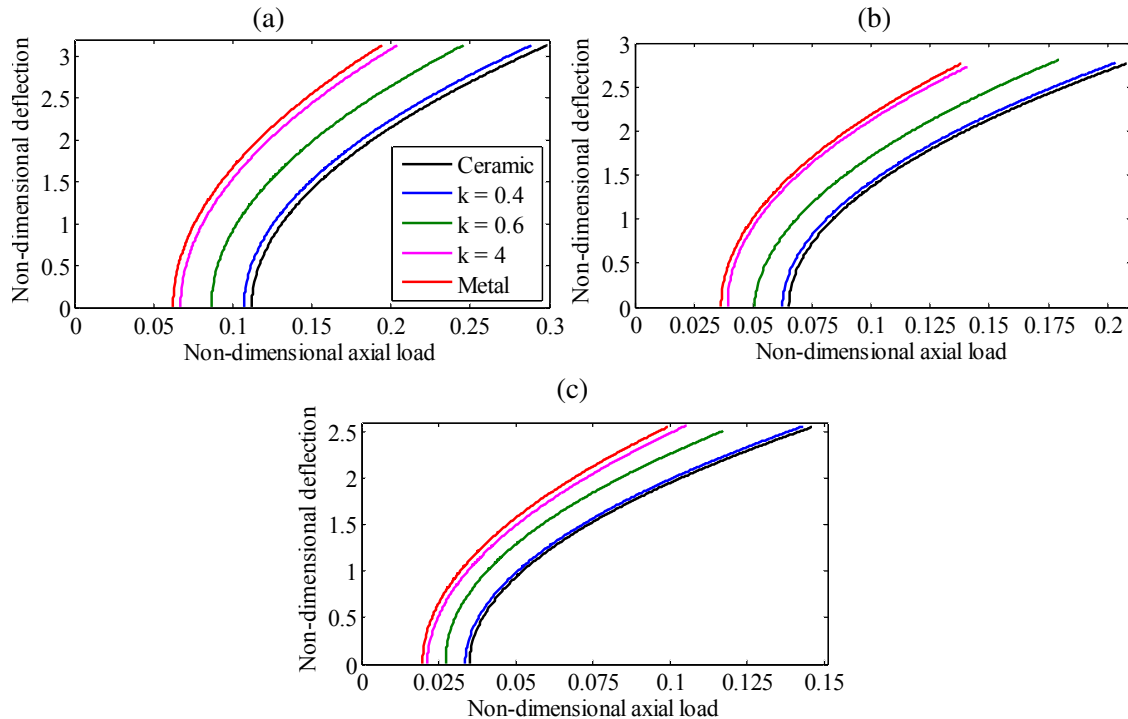 (a)
Non-dimensional deflection
3
2.5
2
1.5
1
0.5
0
0 0.05 0.1 0.15 0.2 0.25 0.3
Non-dimensional axial load
Ceramic
k = 0.4
k = 0.6
k = 4
Metal
(b)
Non-dimensional deflection
3
2.5
2
1.5
1
0.5
0
0 0.025 0.05 0.075 0.1 0.125 0.15 0.175 0.2
Non-dimensional axial load
(c)
Non-dimensional deflection
2.5
2
1.5
1
0.5
0
0 0.025 0.05 0.075 0.1 0.125 0.15
Non-dimensional axial load